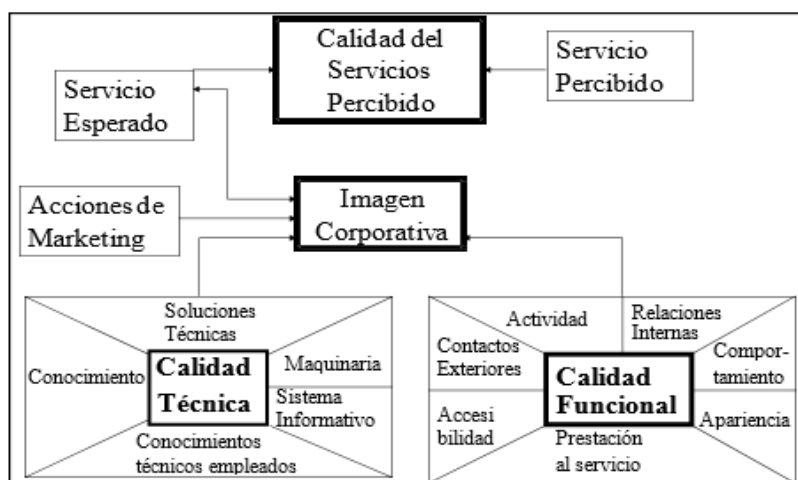 Calidad del
Servicios
Percibido
Servicio
Percibido
Servicio
Esperado
Imagen
Corporativa
Acciones de
Marketing
Soluciones
Técnicas
Conocimiento
Calidad
Técnica
Maquinaria
Sistema
Informativo
Conocimientos
técnicos empleados
Actividad
Relaciones
Internas
Contactos
Exteriores
Compor-
tamiento
Calidad
Funcional
Accesi
bilidad
Apariencia
Prestación
al servicio